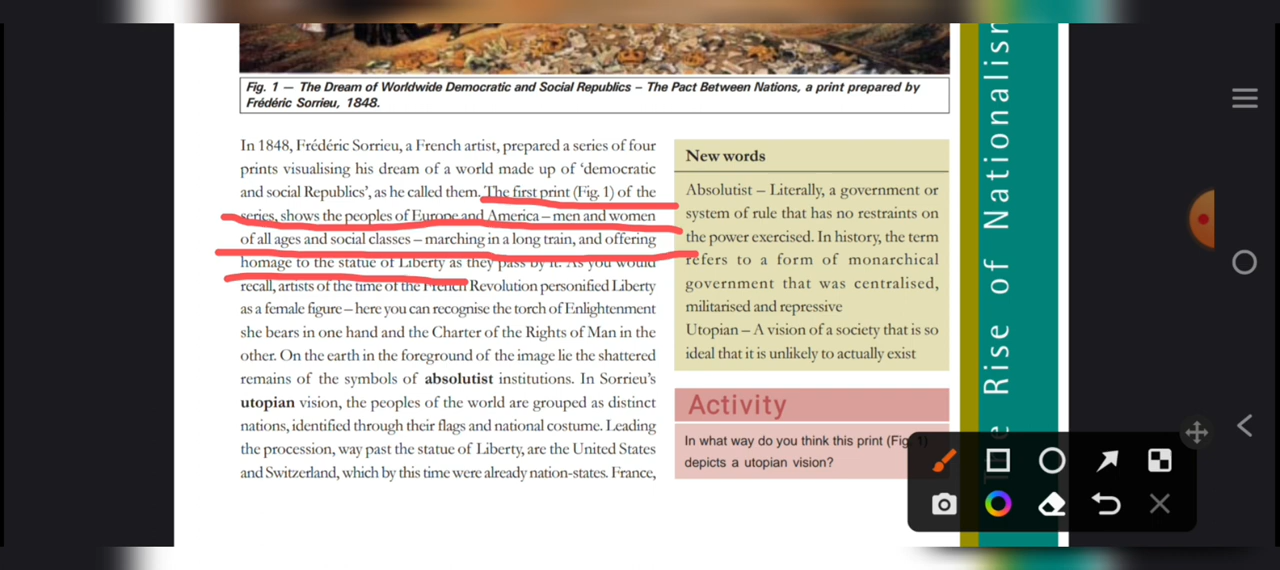 Fig. 1 — The Dream of Worldwide Democratic and Social Republics – The Pact Between Nations, a print prepared by
Frédéric Sorrieu, 1848.
In 1848, Frédéric Sorrieu, a French artist, prepared a series of four
prints visualising his dream of a world made up of ‘democratic
and social Republics’, as he called them. The first print (Fig. 1) of the
series, shows the peoples of Europe and America – men and women
of all ages and social classes – marching in a long train, and offering
homage to the statue of Liberty as they pass by it. As you would
recall, artists of the time of the French Revolution personified Liberty
as a female figure – here you can recognise the torch of Enlightenment
she bears in one hand and the Charter of the Rights of Man in the
other. On the earth in the foreground of the image lie the shattered
remains of the symbols of absolutist institutions. In Sorrieu’s
utopian vision, the peoples of the world are grouped as distinct
nations, identified through their flags and national costume. Leading
the procession, way past the statue of Liberty, are the United States
and Switzerland, which by this time were already nation-states. France,
New words
Absolutist – Literally, a government or
system of rule that has no restraints on
the power exercised. In history, the term
refers to a form of monarchical
government that was centralised,
militarised and repressive
Utopian – A vision of a society that is so
ideal that it is unlikely to actually exist
Activity
In what way do you think this print (Fig. 1)
depicts a utopian vision?
The Rise of Nationalism